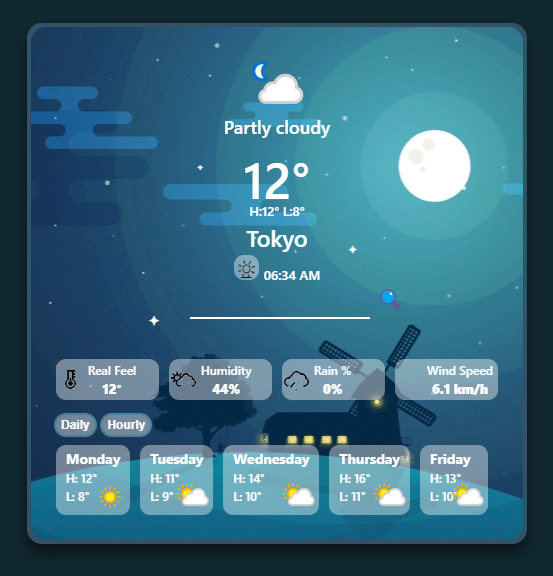 Partly cloudy
12°
H:12° L:8°
Tokyo
06:34 AM
Real Feel
12°
Humidity
44%
Rain %
0%
Wind Speed
6.1 km/h
Daily
Hourly
Monday
H: 12°
L: 8°
Tuesday
H: 11°
L: 9°
Wednesday
H: 14°
L: 10°
Thursday
H: 16°
L: 11°
Friday
H: 13°
L: 10°